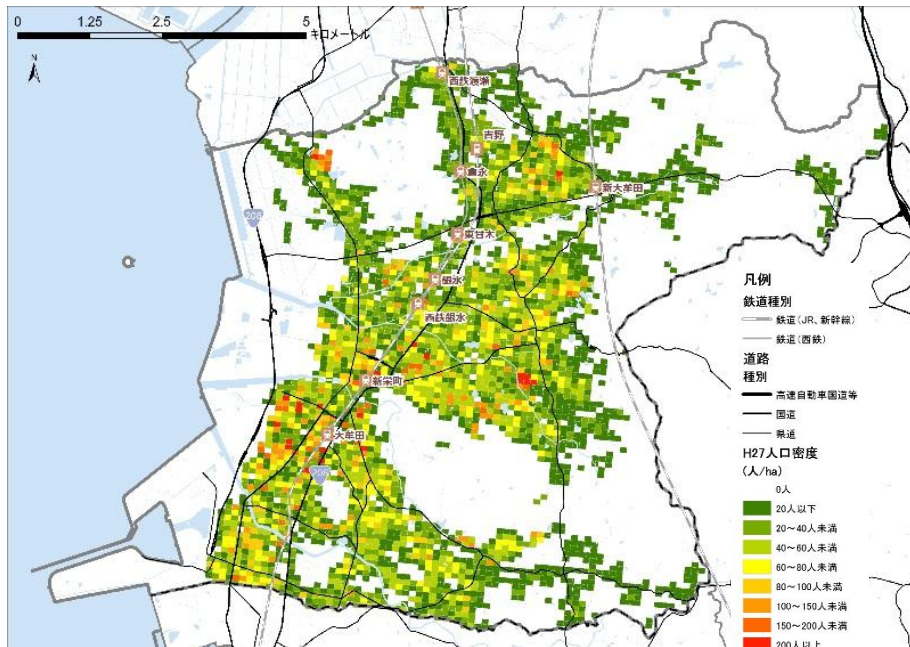 0 1.25 2.5 5
キロメートル
N
西鉄渡瀬
吉野
倉永
新大牟田
208
東甘木
銀水
西鉄銀水
新栄町
大牟田
208
凡例
鉄道種別
鉄道(JR、新幹線)
鉄道(西鉄)
道路
種別
高速自動車国道等
国道
県道
H27人口密度
(人/ha)
0人
20人以下
20～40人未満
40～60人未満
60～80人未満
80～100人未満
100～150人未満
150～200人未満
200人以上